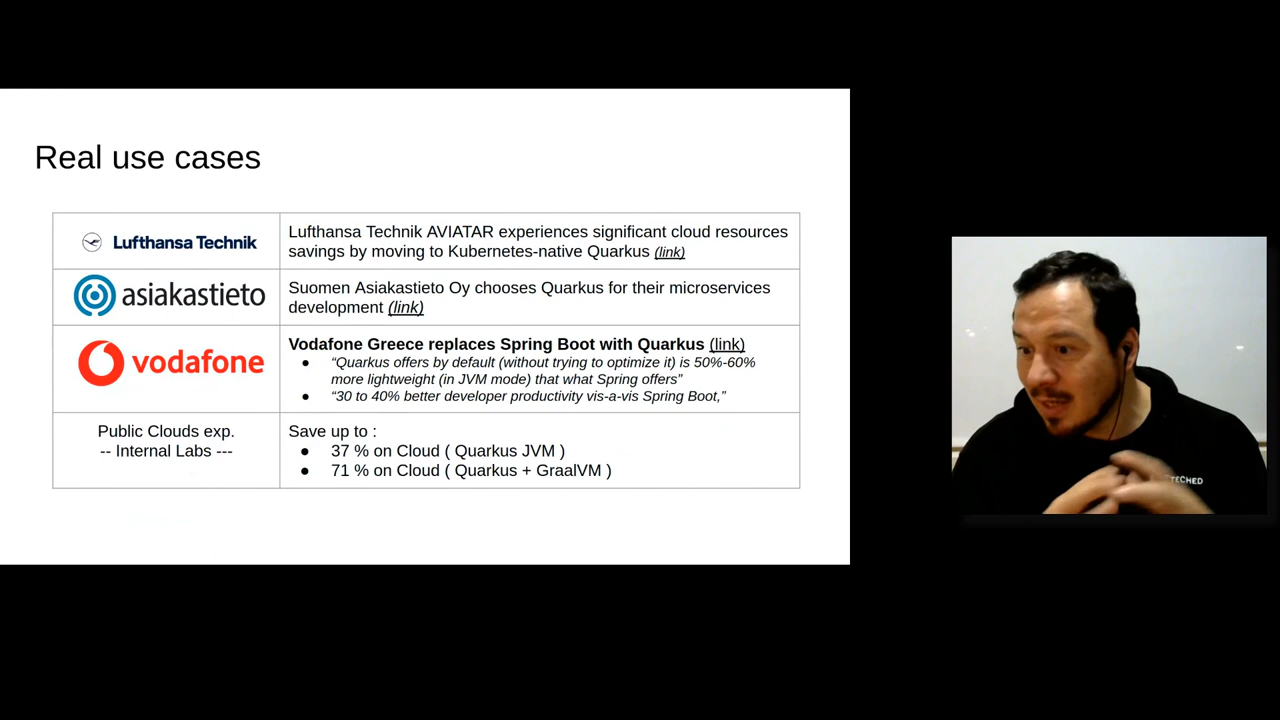 Real use cases
Lufthansa Technik
Lufthansa Technik AVIATAR experiences significant cloud resources
savings by moving to Kubernetes-native Quarkus (link)
asiakastieto
Suomen Asiakastieto Oy chooses Quarkus for their microservices
development (link)
vodafone
Vodafone Greece replaces Spring Boot with Quarkus (link)
● “Quarkus offers by default (without trying to optimize it) is 50%-60%
more lightweight (in JVM mode) that what Spring offers”
● “30 to 40% better developer productivity vis-a-vis Spring Boot,”
Public Clouds exp.
-- Internal Labs ---
Save up to :
● 37 % on Cloud ( Quarkus JVM )
● 71 % on Cloud ( Quarkus + GraalVM )